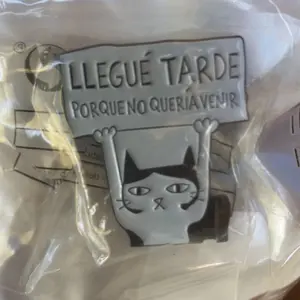 LLEGUÉ TARDE
PORQUE NO QUERÍA VENIR